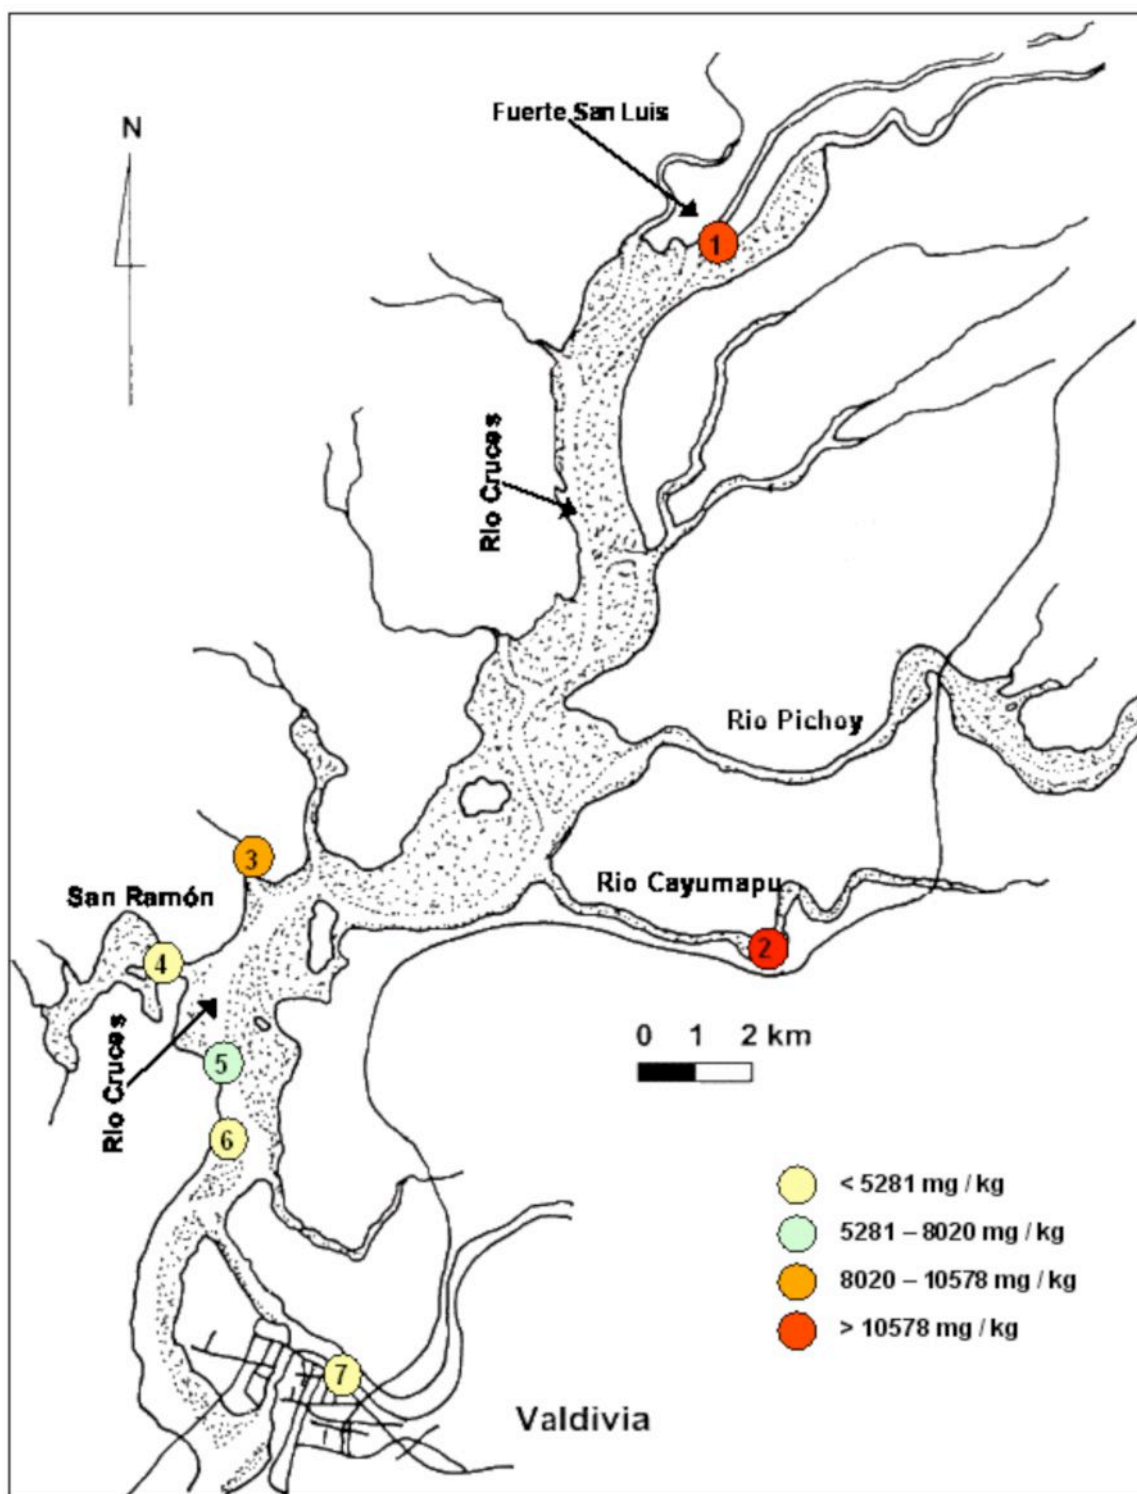 Fuerte San Luis
N
1
Rio Cruces
Rio Pichoy
3
Rio Cayumapu
San Ramón
2
4
0 1 2 km
Rio Cruces
5
6
< 5281 mg / kg
5281 – 8020 mg / kg
8020 – 10578 mg / kg
> 10578 mg / kg
7
Valdivia